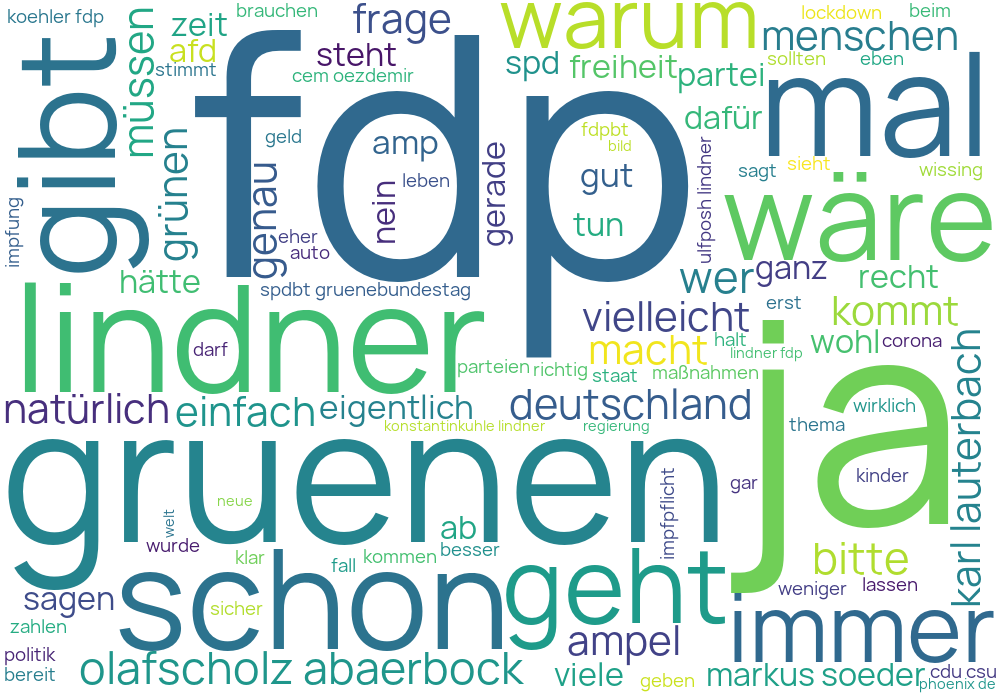 koehler fdp
brauchen
frage
warum
lockdown
beim
zeit
müssen
gibt
afd
stimmt
steht
cem oezdemir
fdp
spd
freiheit
menschen
partei
sollten
eben
mal
dafür
grünen
geld
amp
fdpbt
bild
genau
nein
leben
gerade
gut
ulfposh lindner
sagt
sieht
wissing
impfung
eher
auto
tun
wäre
hätte
spdbt gruenebundestag
wer
ganz
recht
lindner
darf
vielleicht
erst
kommt
macht
halt
lindner fdp
wohl
corona
parteien
richtig
staat
maßnahmen
ja
natürlich
einfach
eigentlich
deutschland
wirklich
karl lauterbach
konstantinkuhle lindner
regierung
thema
gruenen
neue
welt
impfpflicht
gar
kinder
ab
wurde
klar
fall
kommen
besser
bitte
schon
geht
sagen
sicher
weniger
lassen
zahlen
immer
ampel
politik
bereit
olafscholz abaerbock
viele
geben
markus soeder
cdu csu
phoenix de